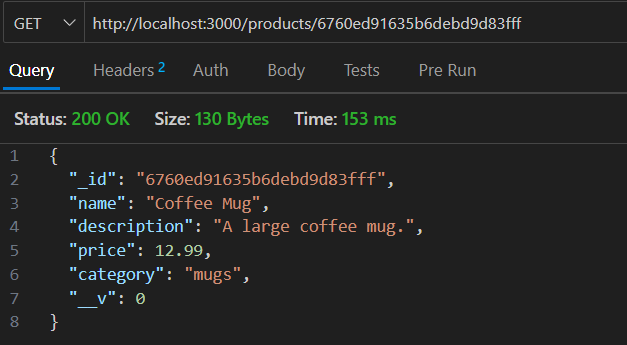 GET http://localhost:3000/products/6760ed91635b6debd9d83fff
Query Headers 2 Auth Body Tests Pre Run
Status: 200 OK Size: 130 Bytes Time: 153 ms
1 {
2 "_id": "6760ed91635b6debd9d83fff",
3 "name": "Coffee Mug",
4 "description": "A large coffee mug.",
5 "price": 12.99,
6 "category": "mugs",
7 "__v": 0
8 }